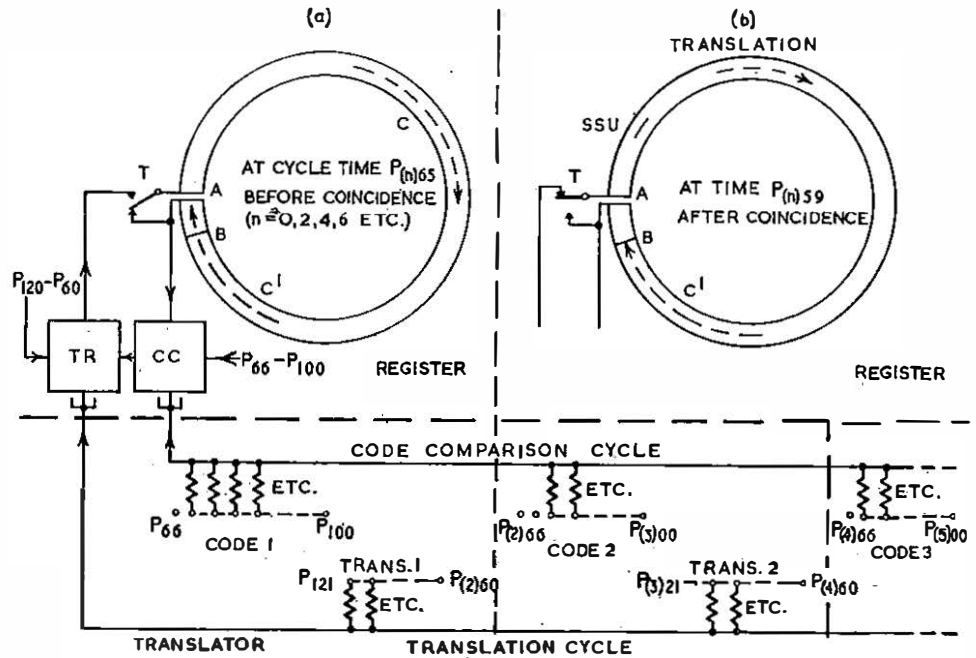 (a)
(b)
TRANSLATION
C
SSU
T
A
AT CYCLE TIME P(n)65
BEFORE COINCIDENCE
(n = 0, 2, 4, 6 ETC.)
B
C I
T
A
AT TIME P(n)59
AFTER COINCIDENCE
B
C I
P120-P60
TR
CC
P66-P100
REGISTER
REGISTER
CODE COMPARISON CYCLE
ETC.
ETC.
ETC.
P66
P100
CODE 1
P(2)66
P(3)00
CODE 2
P(4)66
P(5)00
CODE 3
P121
TRANS. 1
P(2)60
ETC.
P(3)21
TRANS. 2
P(4)60
ETC.
TRANSLATOR
TRANSLATION CYCLE